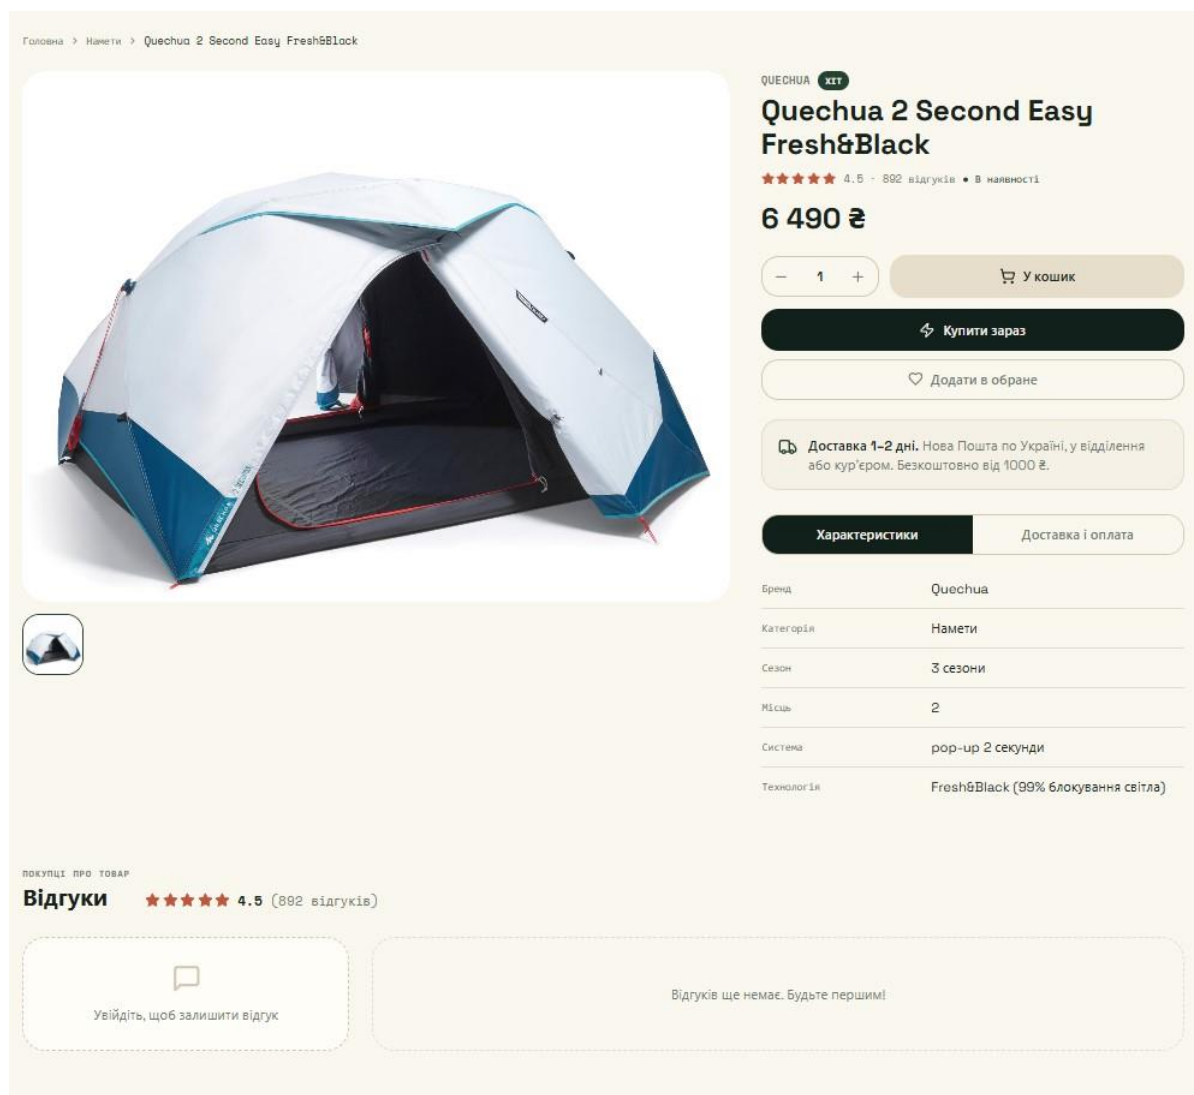 Головна > Намети > Quechua 2 Second Easy Fresh&Black
QUECHUA ХІТ
Quechua 2 Second Easy
Fresh&Black
4.5 · 892 відгуків ● В наявності
6 490 ₴
− 1 +
У кошик
Купити зараз
Додати в обране
Доставка 1–2 дні. Нова Пошта по Україні, у відділення
або кур'єром. Безкоштовно від 1000 ₴.
Характеристики
Доставка і оплата
Бренд Quechua
Категорія Намети
Сезон 3 сезони
Місць 2
Система pop-up 2 секунди
Технологія Fresh&Black (99% блокування світла)
ПОКУПЦІ ПРО ТОВАР
Відгуки 4.5 (892 відгуків)
Увійдіть, щоб залишити відгук
Відгуків ще немає. Будьте першим!